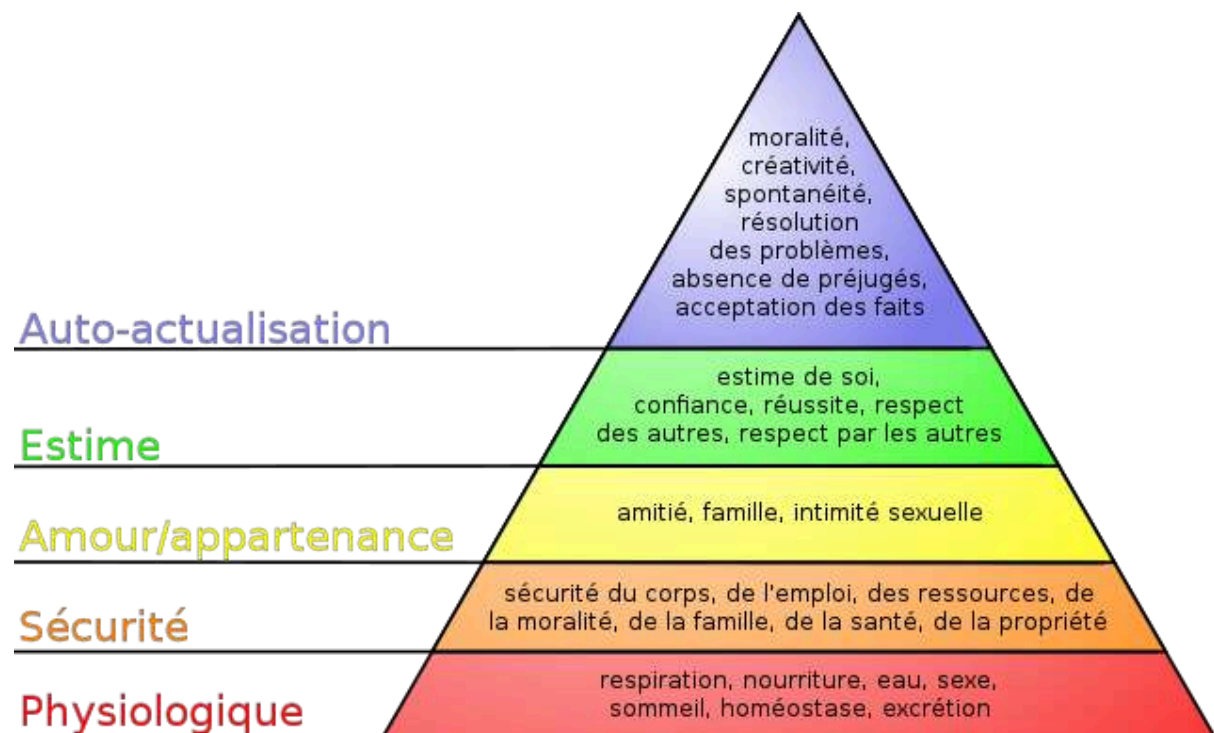 moralité,
créativité,
spontanéité,
résolution
des problèmes,
absence de préjugés,
acceptation des faits
Auto-actualisation
estime de soi,
confiance, réussite, respect
des autres, respect par les autres
Estime
amitié, famille, intimité sexuelle
Amour/appartenance
sécurité du corps, de l'emploi, des ressources, de
la moralité, de la famille, de la santé, de la propriété
Sécurité
respiration, nourriture, eau, sexe,
sommeil, homéostase, excrétion
Physiologique